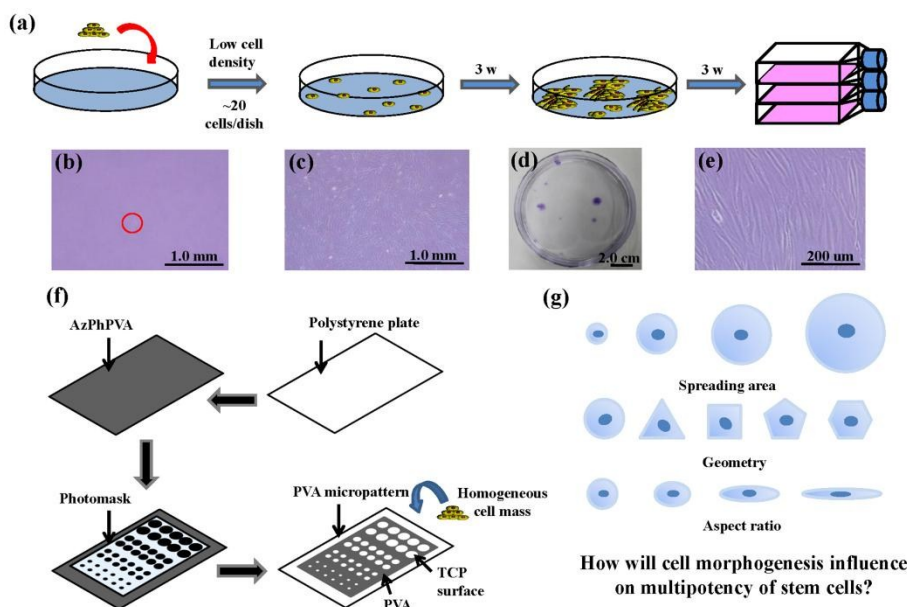 (a)
Low cell
density
~20
cells/dish
3 w
3 w
(b)
1.0 mm
(c)
1.0 mm
(d)
2.0 cm
(e)
200 um
(f)
AzPhPVA
Polystyrene plate
Photomask
PVA micropattern
Homogeneous
cell mass
TCP
surface
PVA
(g)
Spreading area
Geometry
Aspect ratio
How will cell morphogenesis influence
on multipotency of stem cells?